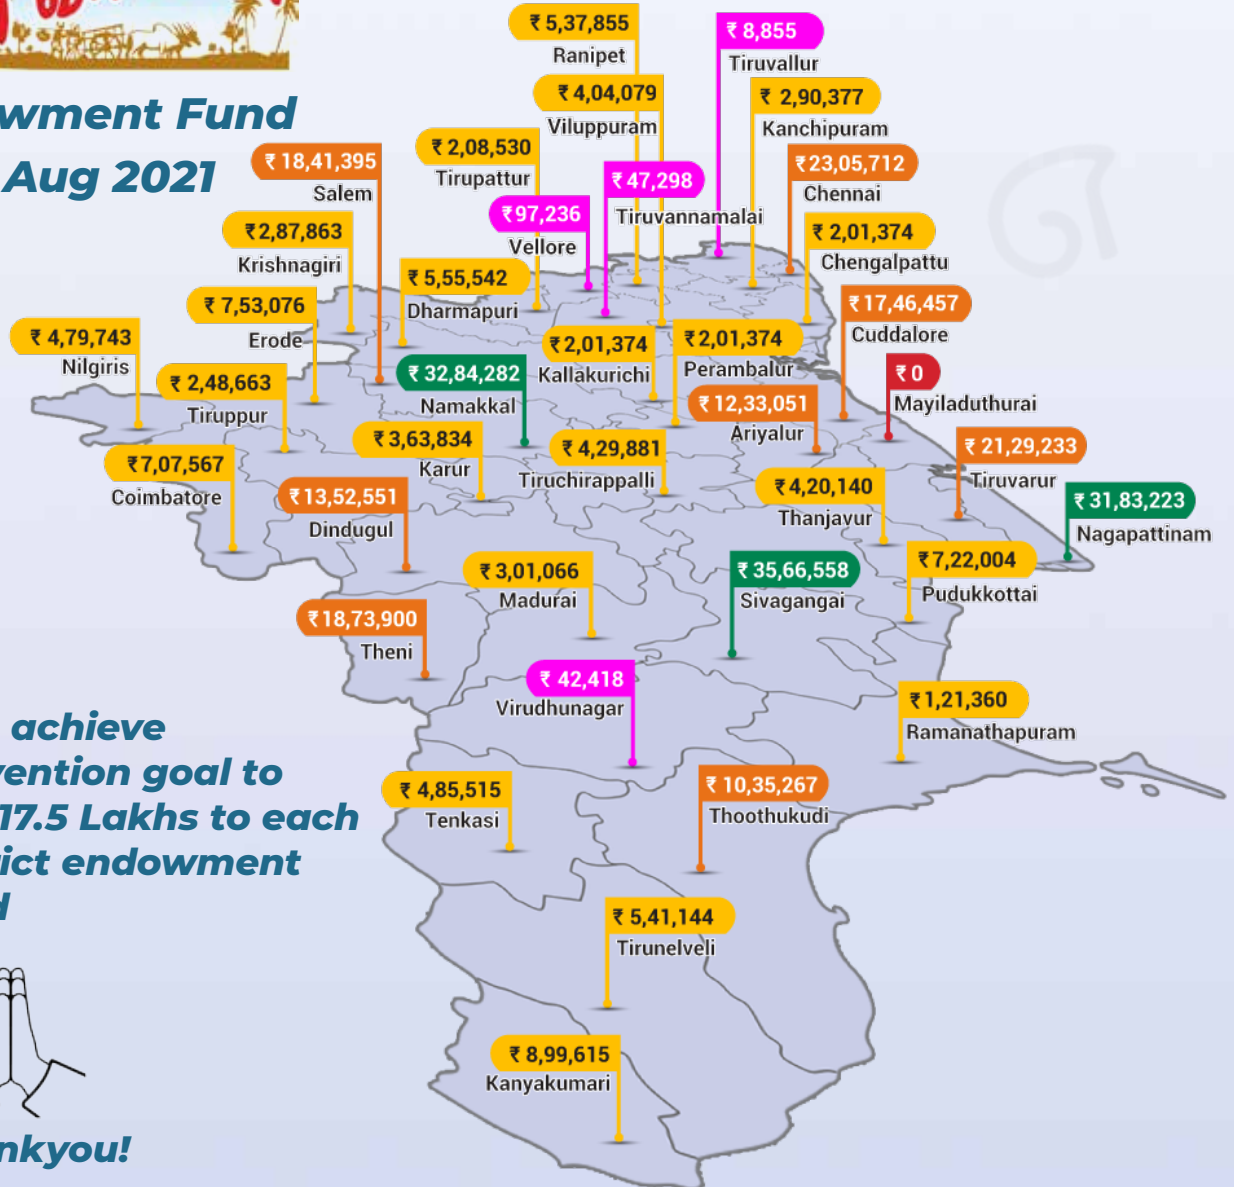 wment Fund
Aug 2021
₹ 5,37,855
Ranipet
₹ 8,855
Tiruvallur
₹ 4,04,079
Viluppuram
₹ 2,90,377
Kanchipuram
₹ 18,41,395
Salem
₹ 2,08,530
Tirupattur
₹ 47,298
Tiruvannamalai
₹ 23,05,712
Chennai
₹ 97,236
Vellore
₹ 2,87,863
Krishnagiri
₹ 2,01,374
Chengalpattu
₹ 5,55,542
Dharmapuri
₹ 7,53,076
Erode
₹ 17,46,457
Cuddalore
₹ 4,79,743
Nilgiris
₹ 2,01,374
Kallakurichi
₹ 2,01,374
Perambalur
₹ 0
Mayiladuthurai
₹ 2,48,663
Tiruppur
₹ 32,84,282
Namakkal
₹ 12,33,051
Ariyalur
₹ 3,63,834
Karur
₹ 4,29,881
Tiruchirappalli
₹ 21,29,233
Tiruvarur
₹ 7,07,567
Coimbatore
₹ 13,52,551
Dindugul
₹ 4,20,140
Thanjavur
₹ 31,83,223
Nagapattinam
₹ 3,01,066
Madurai
₹ 35,66,558
Sivagangai
₹ 7,22,004
Pudukkottai
₹ 18,73,900
Theni
₹ 42,418
Virudhunagar
₹ 1,21,360
Ramanathapuram
achieve
vention goal to
17.5 Lakhs to each
rict endowment
d
₹ 4,85,515
Tenkasi
₹ 10,35,267
Thoothukudi
₹ 5,41,144
Tirunelveli
₹ 8,99,615
Kanyakumari
nkyou!